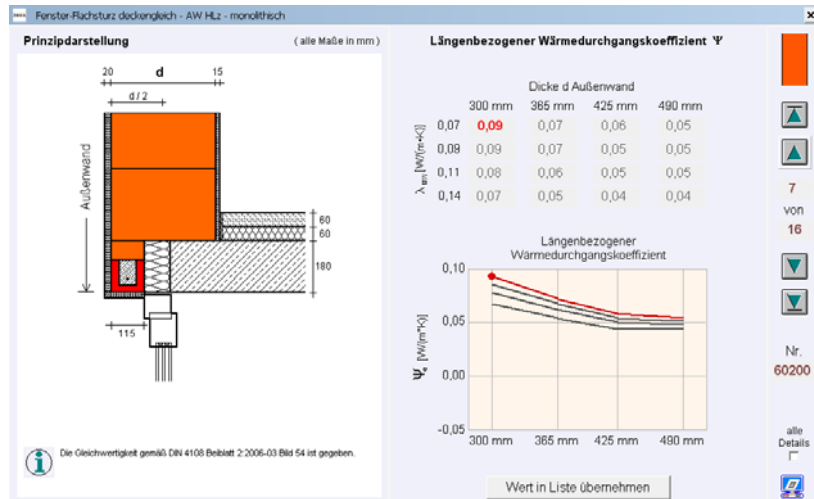 Fenster-Flachsturz deckengleich - AW HLz - monolithisch
Prinzipdarstellung
( alle Maße in mm )
20
d
15
d / 2
Außenwand
60
60
180
115
Die Gleichwertigkeit gemäß DIN 4108 Beiblatt 2:2006-03 Bild 54 ist gegeben.
Längenbezogener Wärmedurchgangskoeffizient Ψ
Dicke d Außenwand
300 mm 365 mm 425 mm 490 mm
λ [W/(m•K)]
0,07 0,09 0,07 0,06 0,05
0,09 0,09 0,07 0,05 0,05
0,11 0,08 0,06 0,05 0,05
0,14 0,07 0,05 0,04 0,04
Längenbezogener
Wärmedurchgangskoeffizient
Ψe [W/(m*K)]
0,10
0,05
0,00
-0,05
300 mm 365 mm 425 mm 490 mm
Wert in Liste übernehmen
7
von
16
Nr.
60200
alle
Details